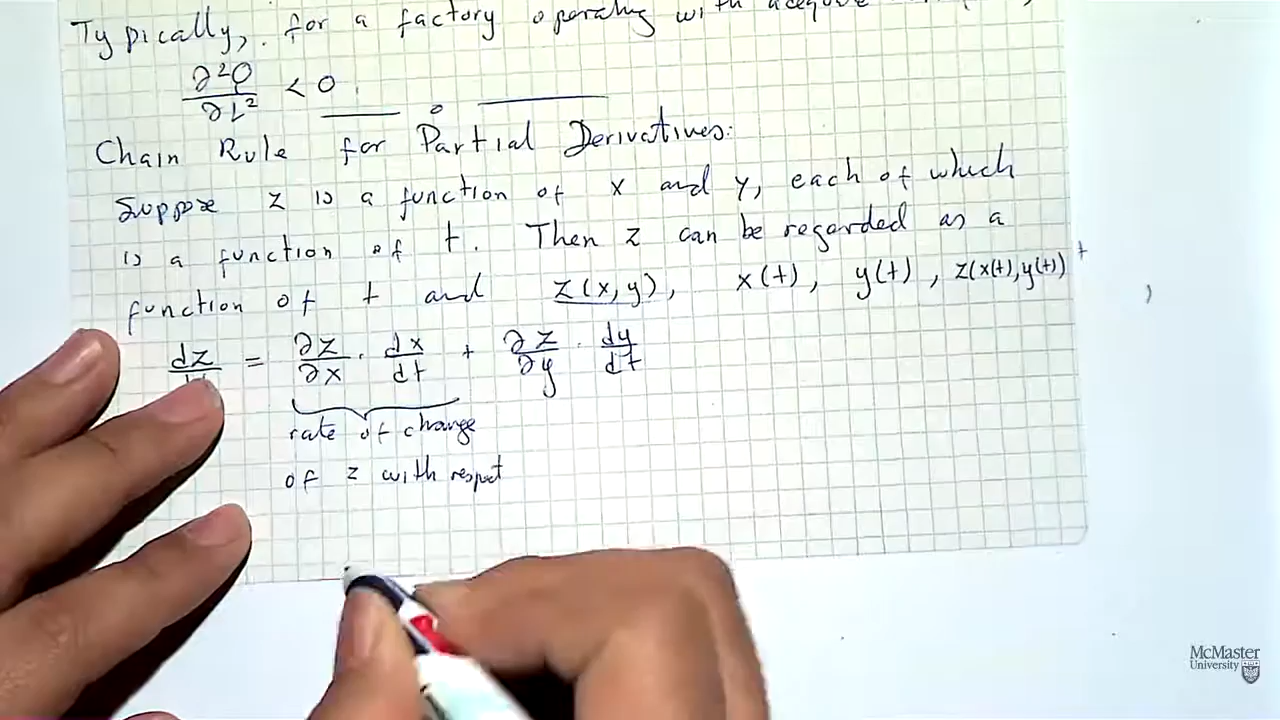 Typically, for a factory operating with
∂²Q/∂L² < 0
Chain Rule for Partial Derivatives:
Suppose z is a function of x and y, each of which
is a function of t. Then z can be regarded as a
function of t and z(x,y), x(t), y(t), z(x(t),y(t))
dz = ∂z/∂x · dx/dt + ∂z/∂y · dy/dt
rate of change
of z with respect
McMaster
University